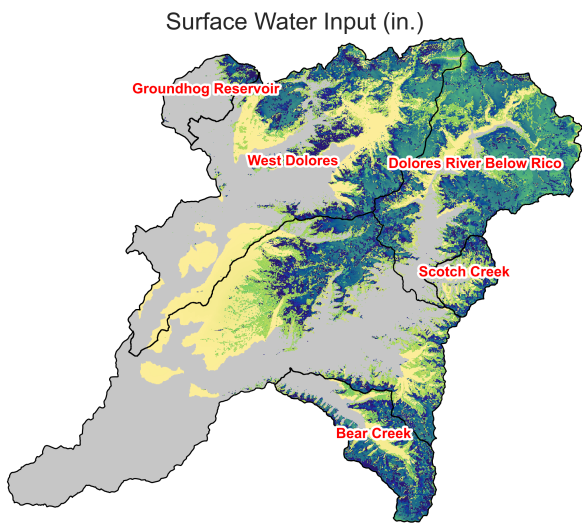 Surface Water Input (in.)
Groundhog Reservoir
West Dolores
Dolores River Below Rico
Scotch Creek
Bear Creek